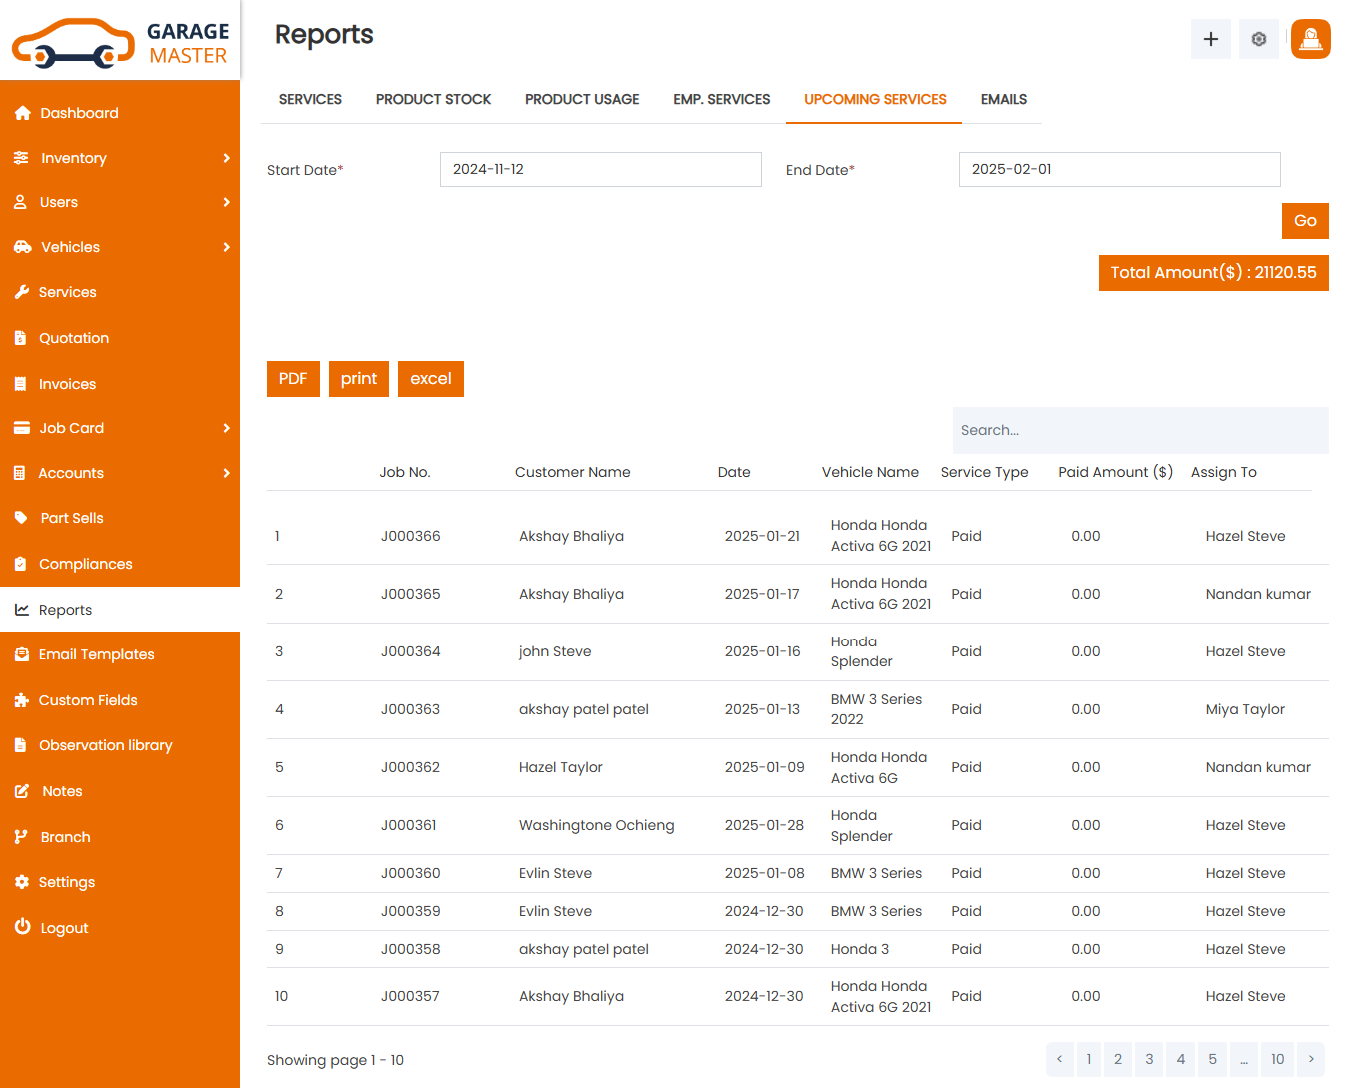 GARAGE
MASTER
Reports
SERVICES PRODUCT STOCK PRODUCT USAGE EMP. SERVICES UPCOMING SERVICES EMAILS
Dashboard
Inventory
Users
Vehicles
Services
Quotation
Invoices
Job Card
Accounts
Part Sells
Compliances
Reports
Email Templates
Custom Fields
Observation library
Notes
Branch
Settings
Logout
Start Date* 2024-11-12 End Date* 2025-02-01
Go
Total Amount($) : 21120.55
PDF print excel
Search...
Job No. Customer Name Date Vehicle Name Service Type Paid Amount ($) Assign To
1 J000366 Akshay Bhaliya 2025-01-21 Honda Honda Activa 6G 2021 Paid 0.00 Hazel Steve
2 J000365 Akshay Bhaliya 2025-01-17 Honda Honda Activa 6G 2021 Paid 0.00 Nandan kumar
3 J000364 john Steve 2025-01-16 Honda Splender Paid 0.00 Hazel Steve
4 J000363 akshay patel patel 2025-01-13 BMW 3 Series 2022 Paid 0.00 Miya Taylor
5 J000362 Hazel Taylor 2025-01-09 Honda Honda Activa 6G Paid 0.00 Nandan kumar
6 J000361 Washingtone Ochieng 2025-01-28 Honda Splender Paid 0.00 Hazel Steve
7 J000360 Evlin Steve 2025-01-08 BMW 3 Series Paid 0.00 Hazel Steve
8 J000359 Evlin Steve 2024-12-30 BMW 3 Series Paid 0.00 Hazel Steve
9 J000358 akshay patel patel 2024-12-30 Honda 3 Paid 0.00 Hazel Steve
10 J000357 Akshay Bhaliya 2024-12-30 Honda Honda Activa 6G 2021 Paid 0.00 Hazel Steve
Showing page 1 - 10
< 1 2 3 4 5 ... 10 >